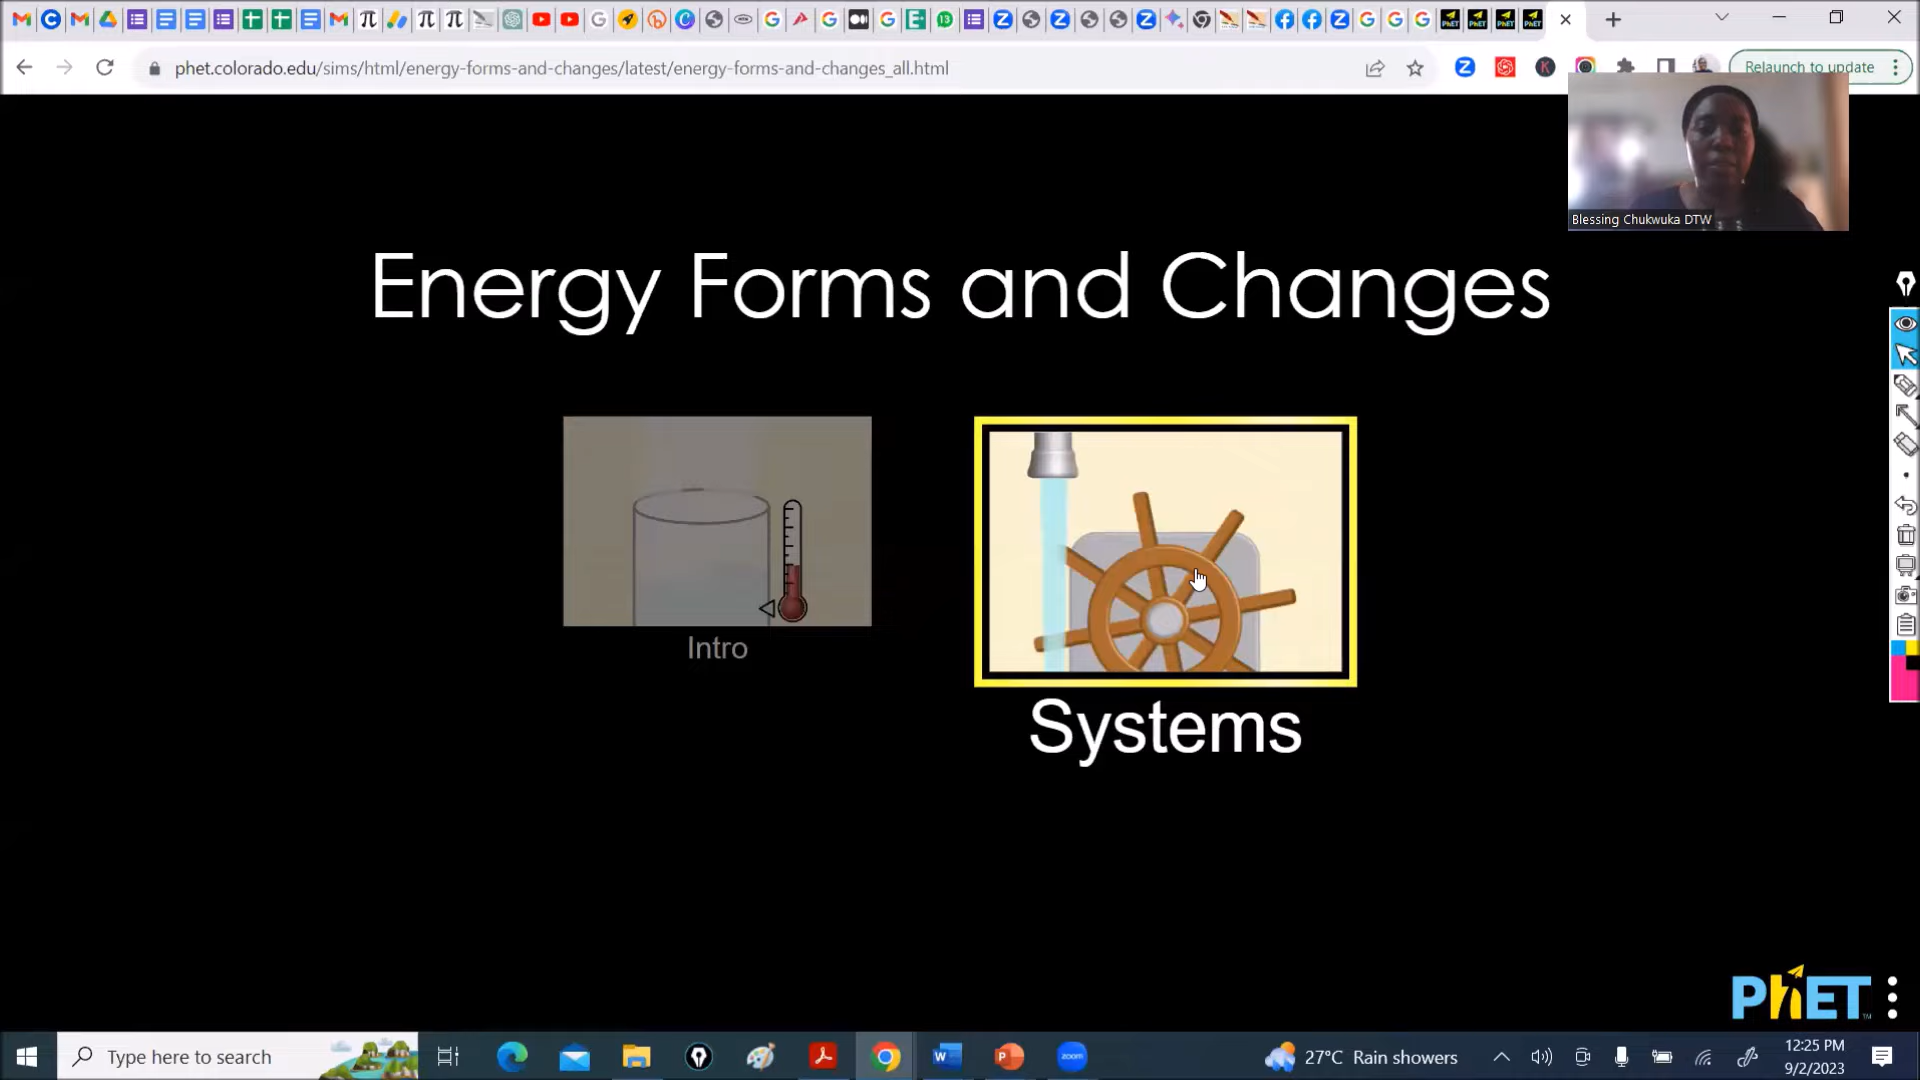 phet.colorado.edu/sims/html/energy-forms-and-changes/latest/energy-forms-and-changes_all.html
Relaunch to update
Blessing Chukwuka DTW
Energy Forms and Changes
Intro
Systems
PhET
Type here to search
27°C Rain showers
12:25 PM
9/2/2023